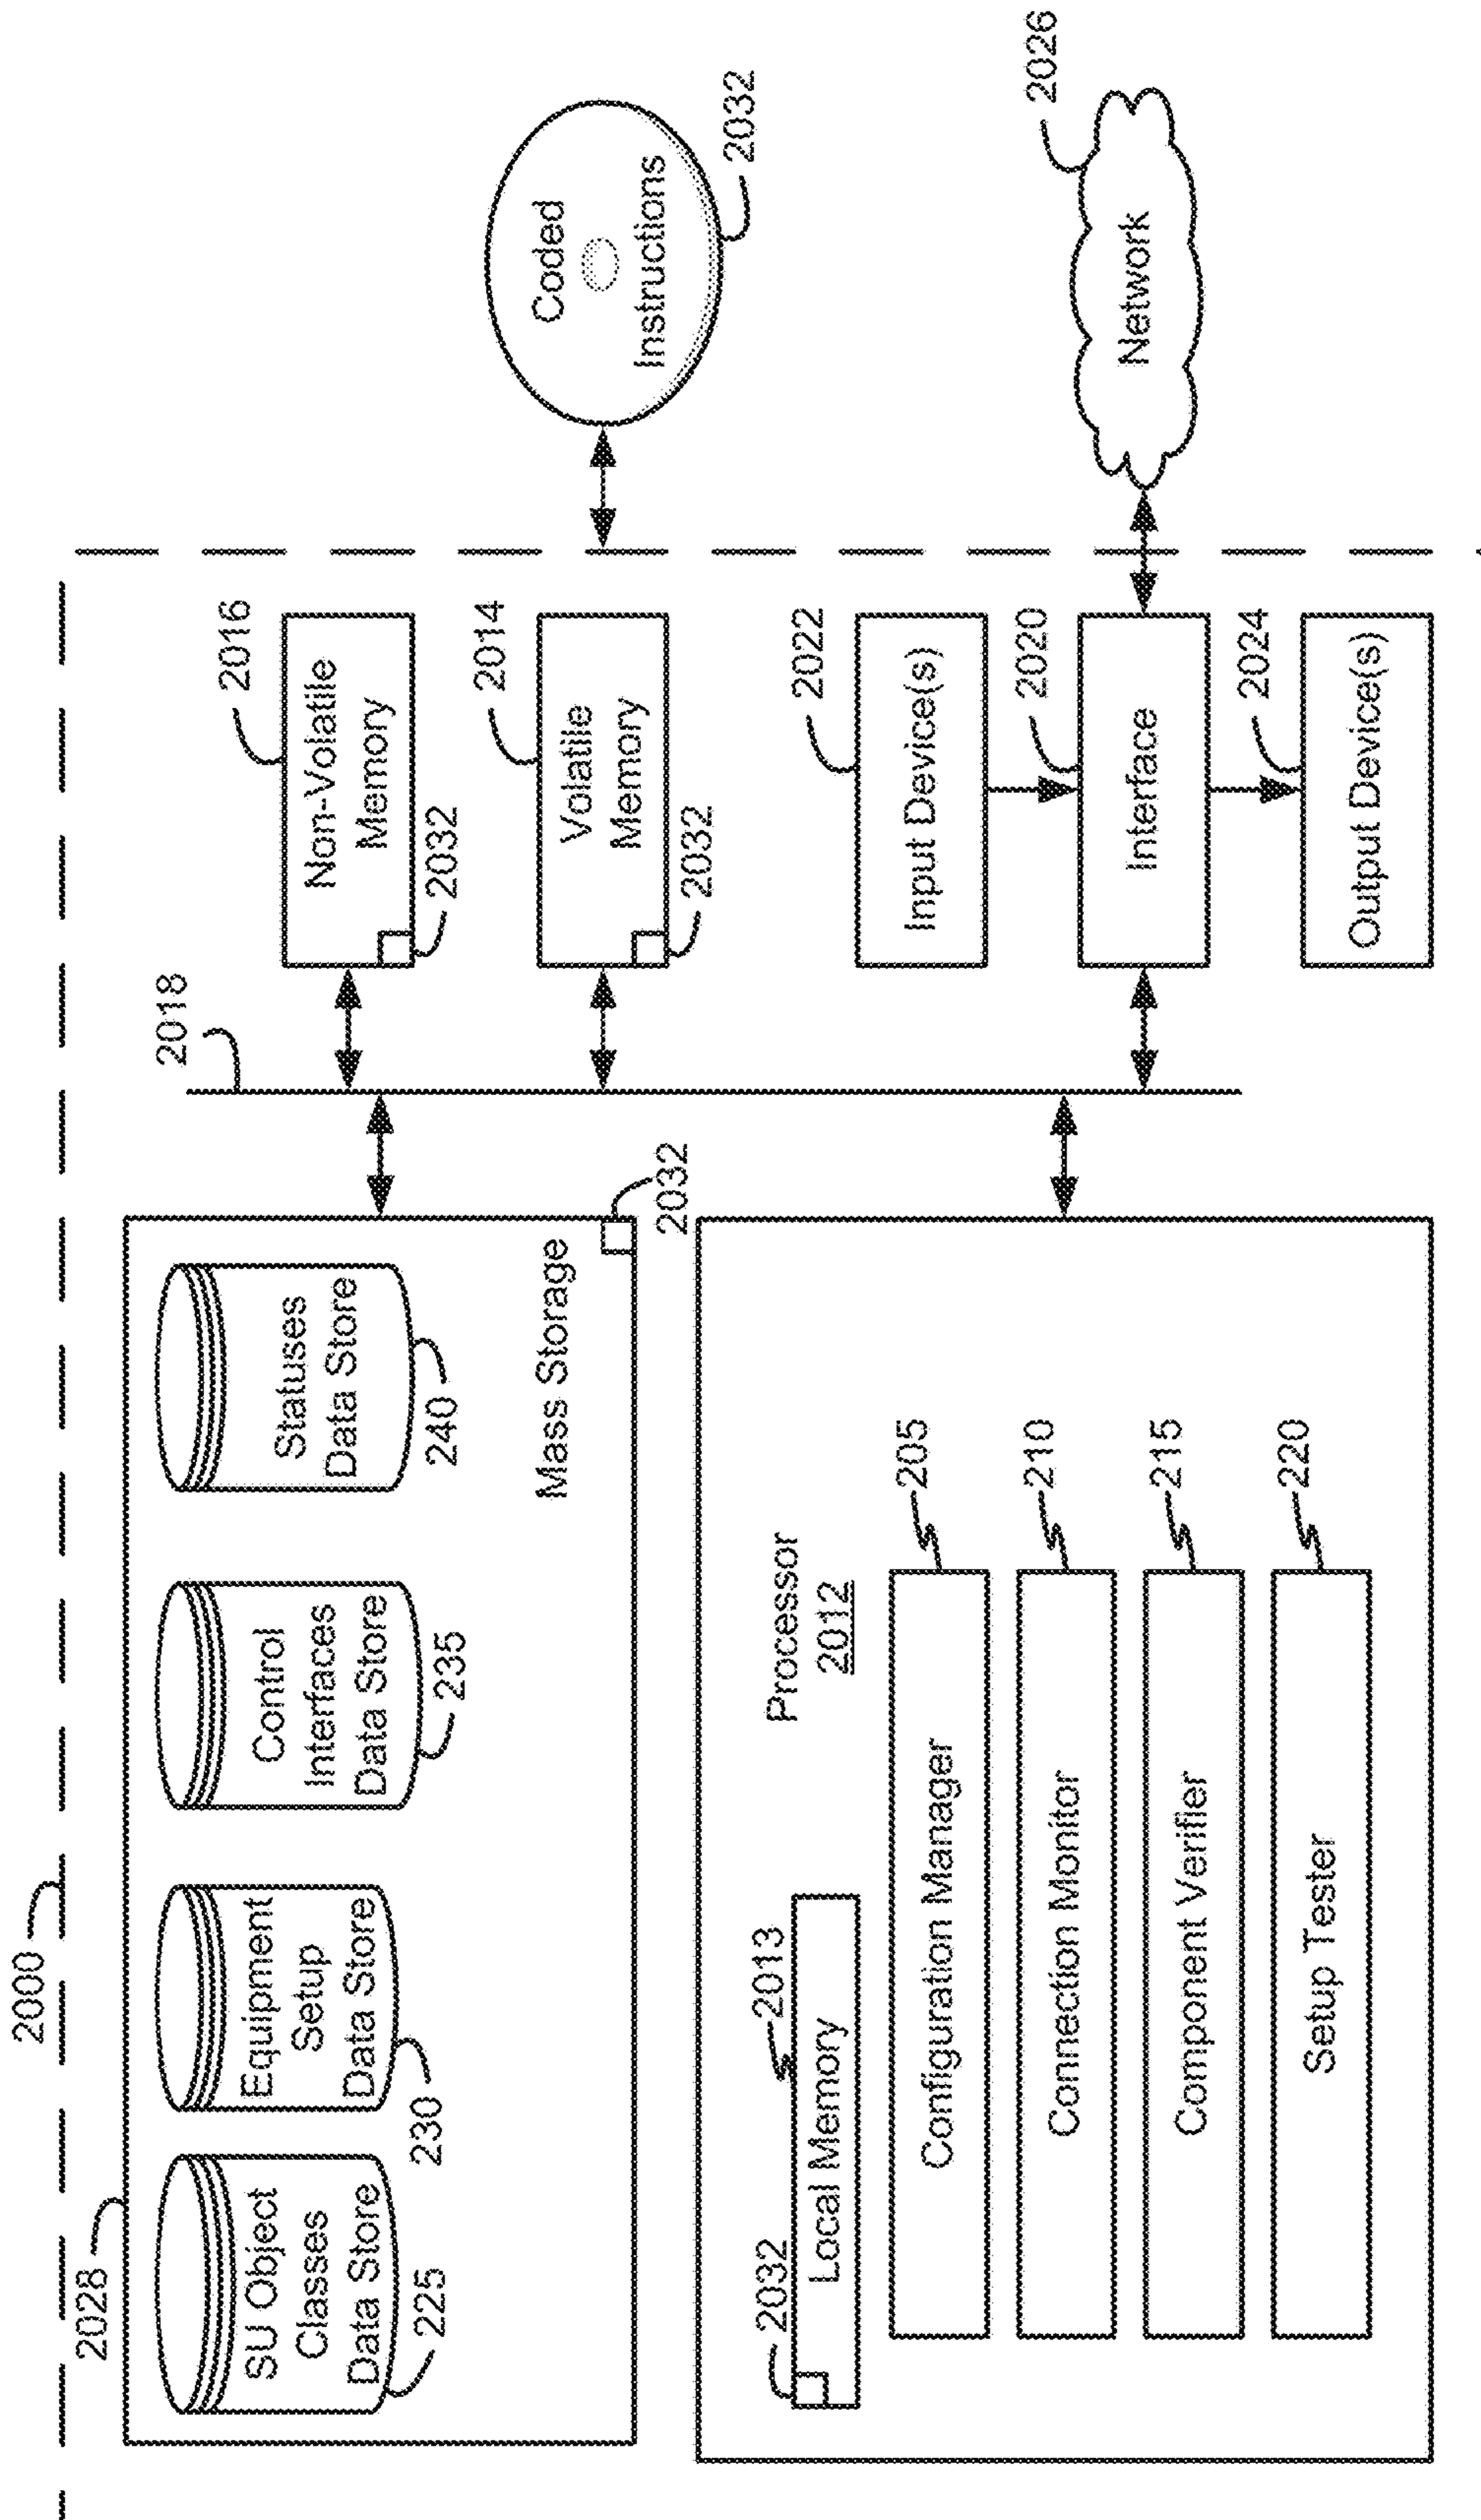 2000
2028
SU Object
Classes
Data Store
225
Equipment
Setup
Data Store
230
Control
Interfaces
Data Store
235
Statuses
Data Store
240
Mass Storage
2032
2018
Non-Volatile
Memory
2016
2032
Volatile
Memory
2014
2032
Coded
Instructions
2032
Processor
2012
2032
Local Memory
2013
Configuration Manager
205
Connection Monitor
210
Component Verifier
215
Setup Tester
220
Input Device(s)
2022
Interface
2020
Output Device(s)
2024
Network
2026